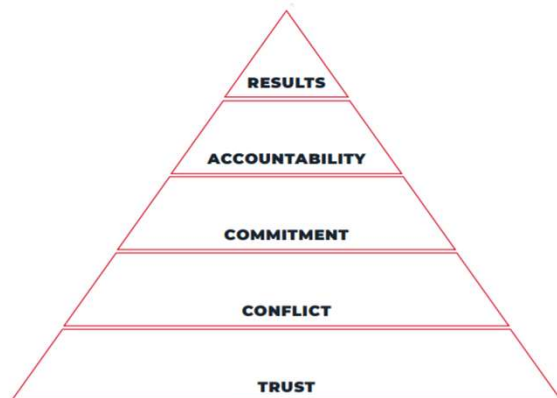 RESULTS
ACCOUNTABILITY
COMMITMENT
CONFLICT
TRUST